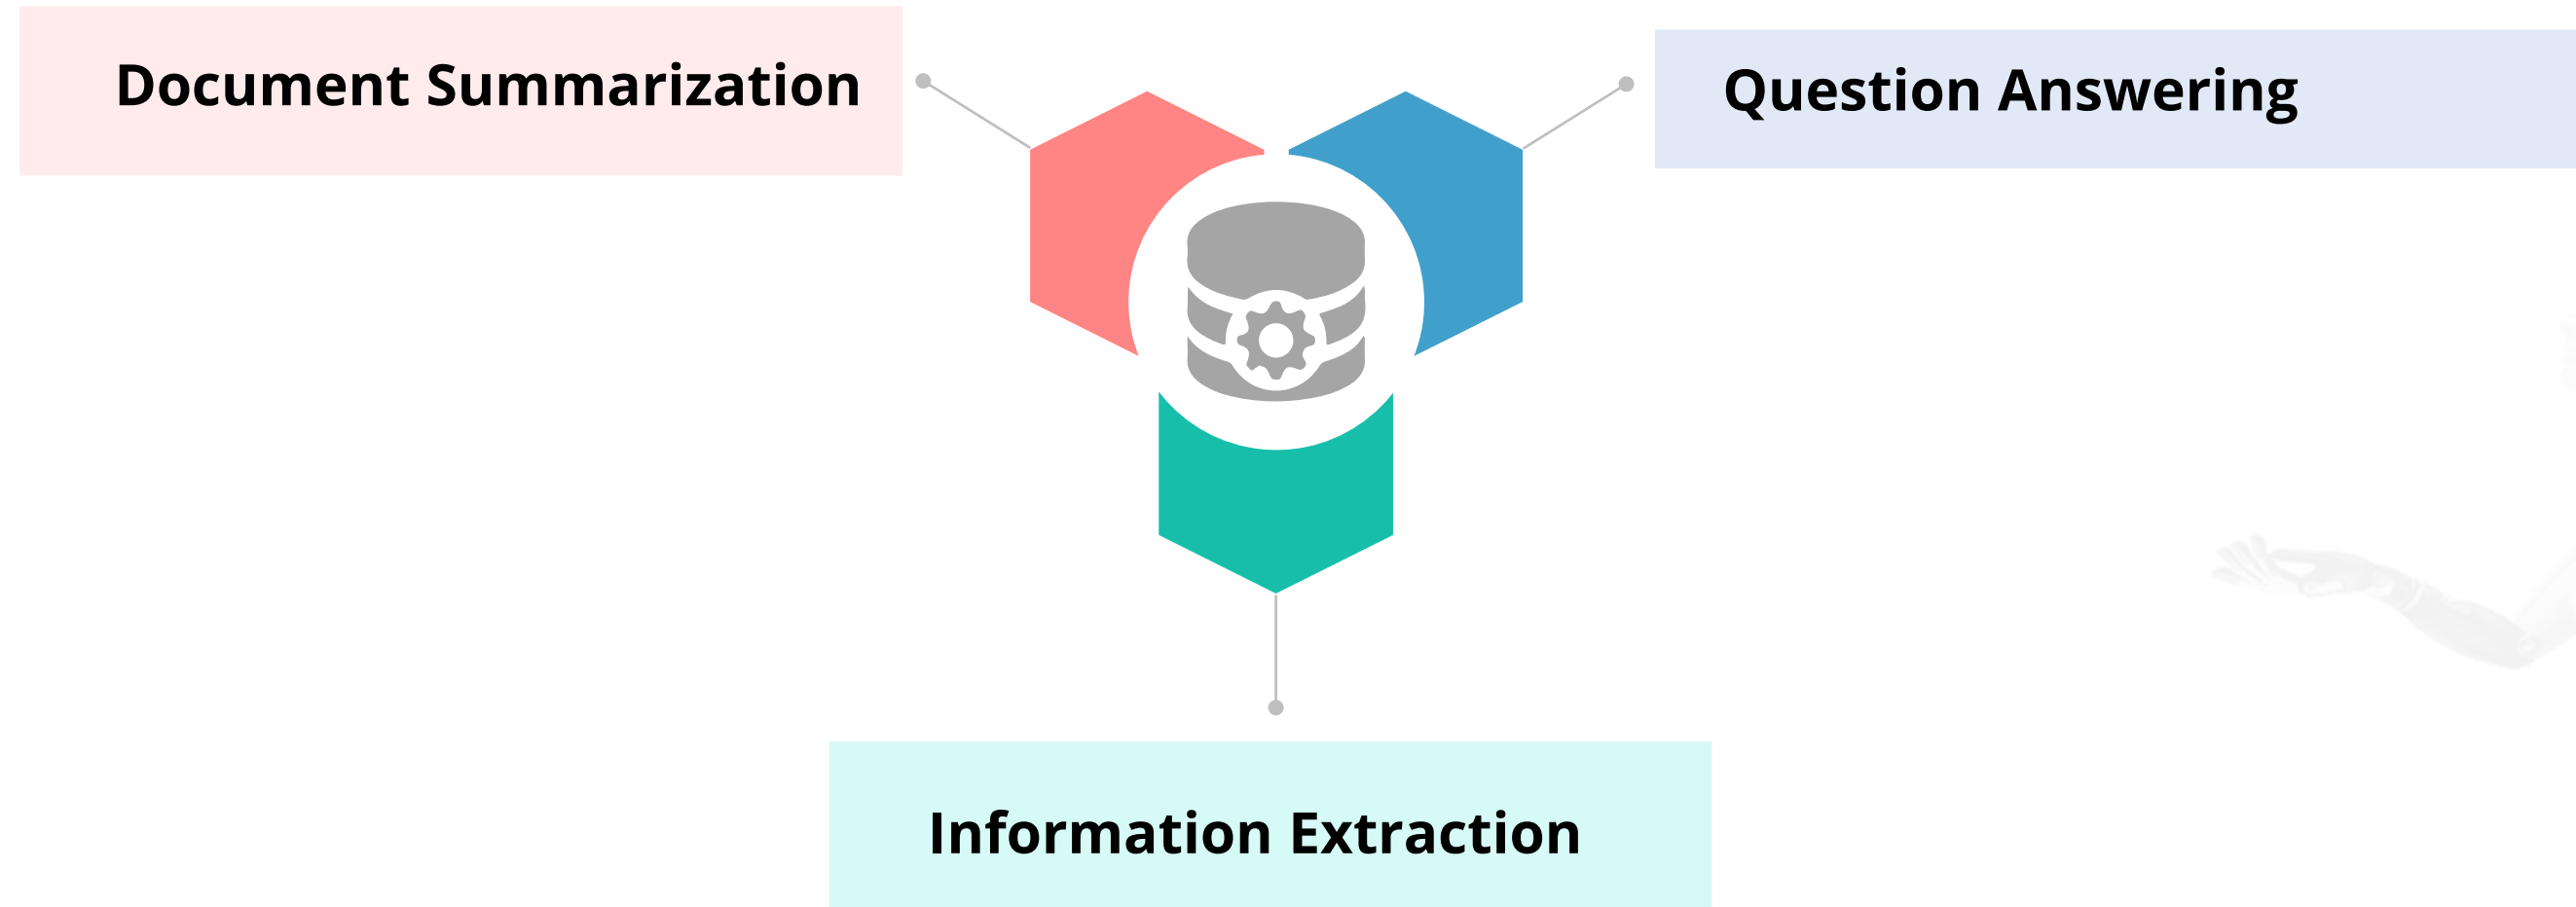 Document Summarization
Question Answering
Information Extraction